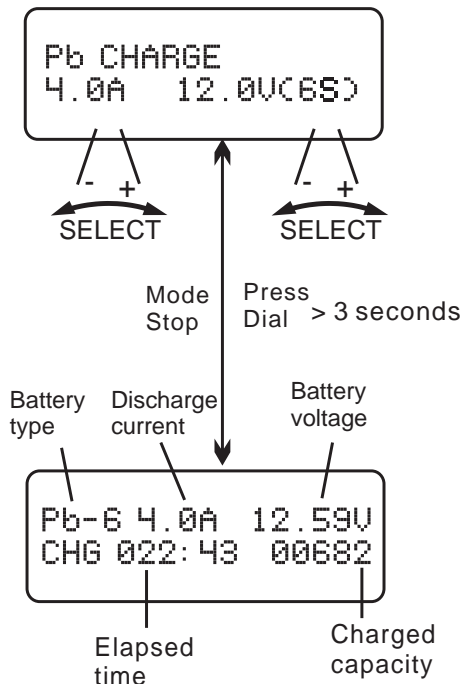 Pb CHARGE
4.0A 12.0V(6S)
- +
SELECT
- +
SELECT
Mode
Stop
Press
Dial > 3 seconds
Battery
type
Discharge
current
Battery
voltage
Pb-6 4.0A 12.59V
CHG 022:43 00682
Elapsed
time
Charged
capacity